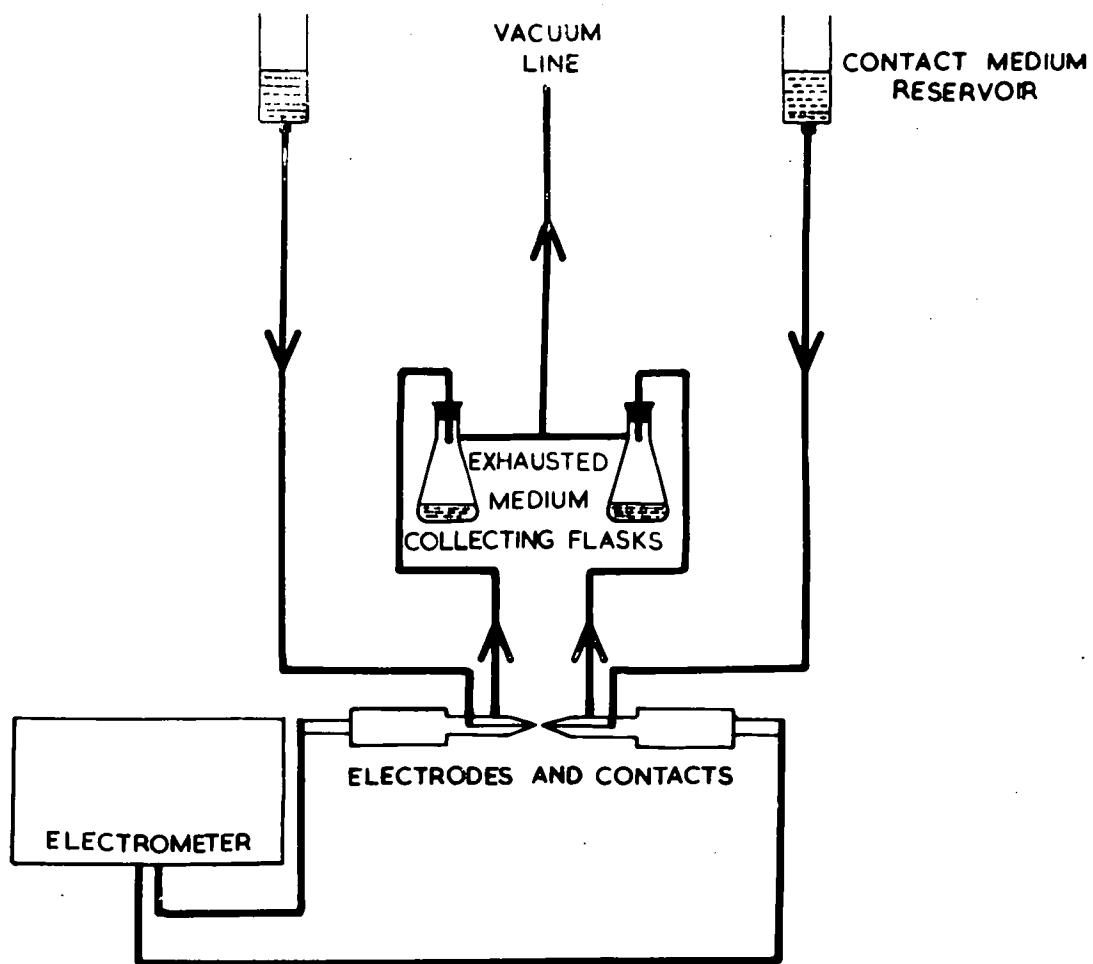 VACUUM
LINE
CONTACT MEDIUM
RESERVOIR
EXHAUSTED
MEDIUM
COLLECTING FLASKS
ELECTRODES AND CONTACTS
ELECTROMETER